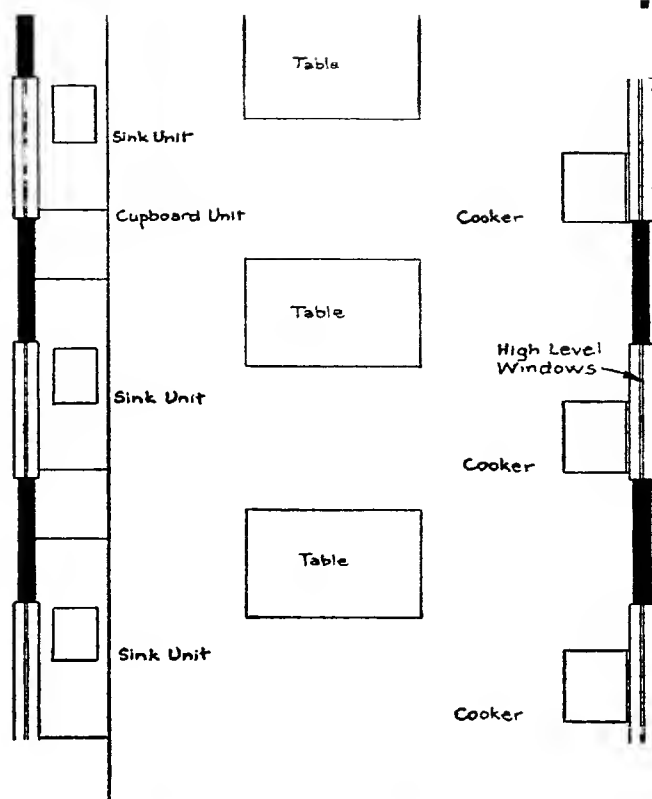 Table
Sink Unit
Cupboard Unit
Cooker
Table
High Level
Windows
Sink Unit
Cooker
Table
Sink Unit
Cooker